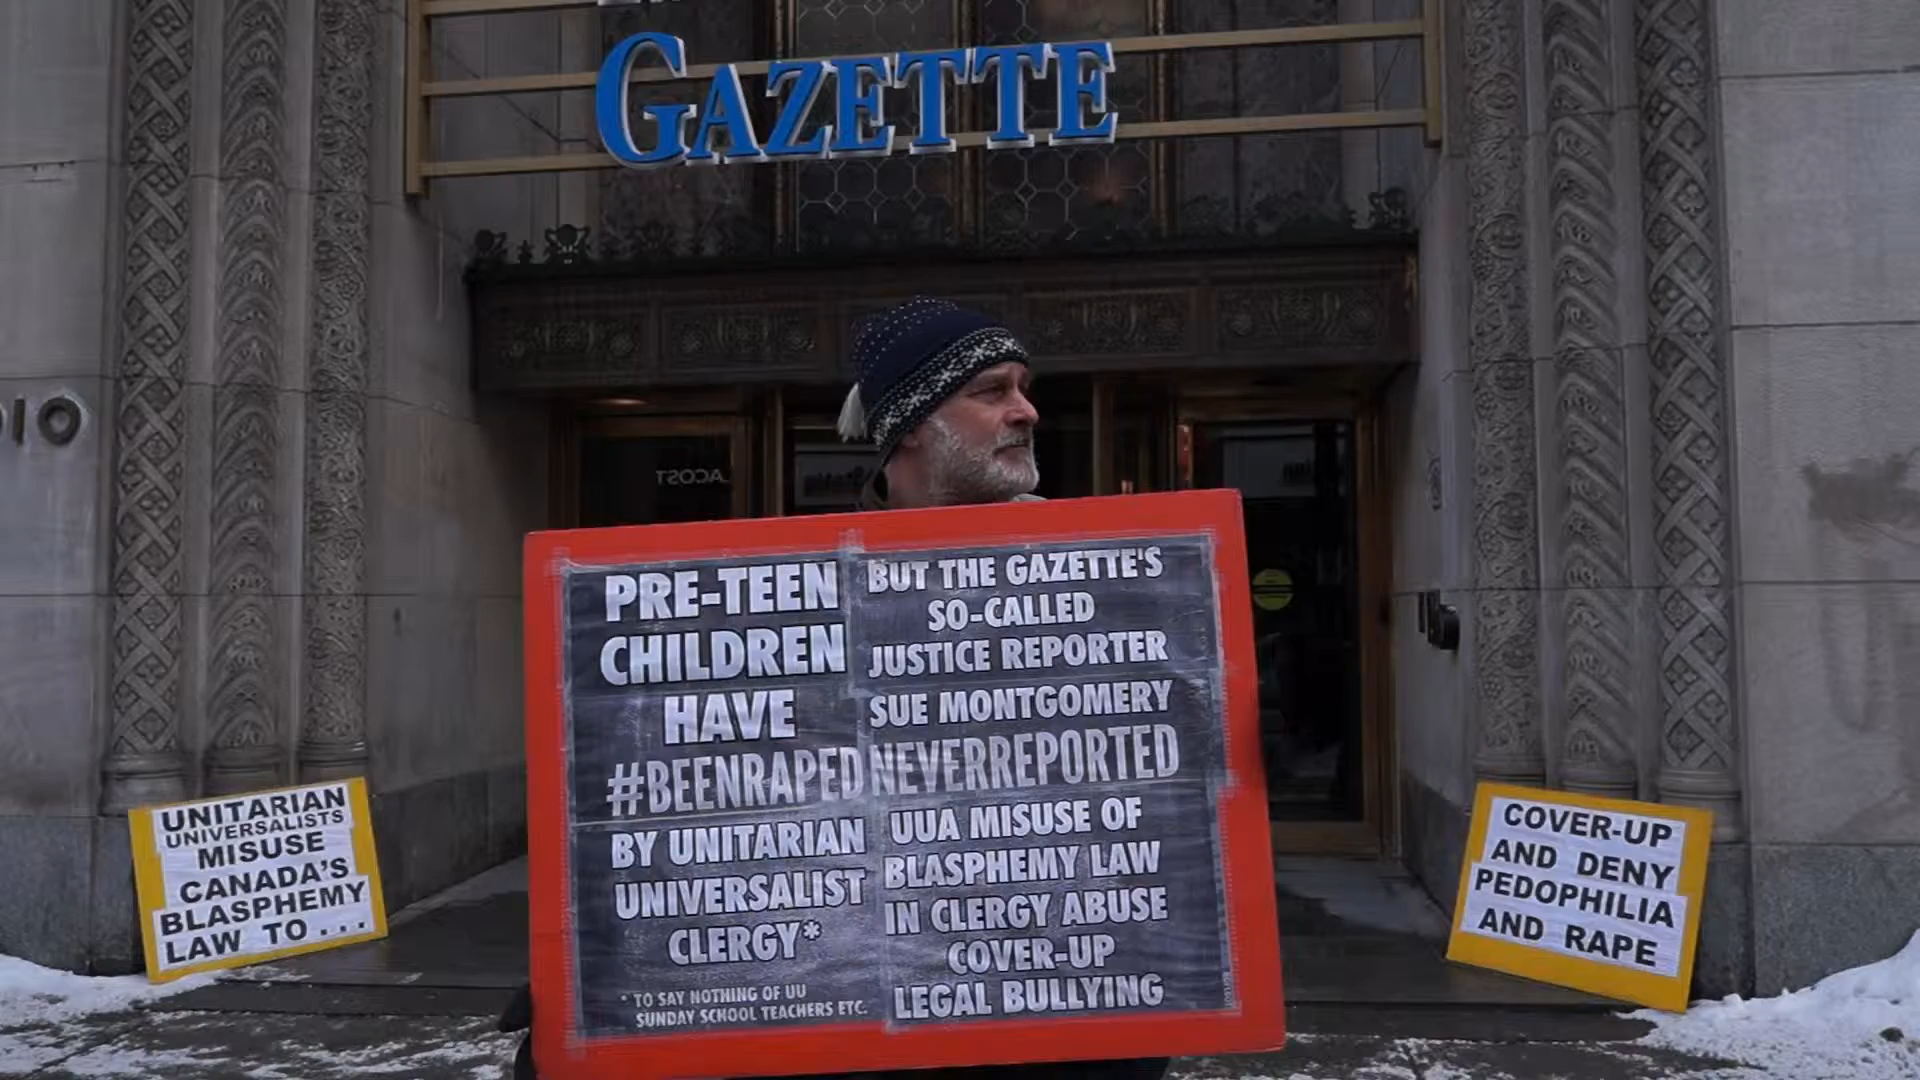 GAZETTE
010
LACOST
PRE-TEEN
CHILDREN
HAVE
#BEENRAPED
BY UNITARIAN
UNIVERSALIST
CLERGY*
* TO SAY NOTHING OF UU
SUNDAY SCHOOL TEACHERS ETC.
BUT THE GAZETTE'S
SO-CALLED
JUSTICE REPORTER
SUE MONTGOMERY
NEVERREPORTED
UUA MISUSE OF
BLASPHEMY LAW
IN CLERGY ABUSE
COVER-UP
LEGAL BULLYING
UNITARIAN
UNIVERSALISTS
MISUSE
CANADA'S
BLASPHEMY
LAW TO . . .
COVER-UP
AND DENY
PEDOPHILIA
AND RAPE